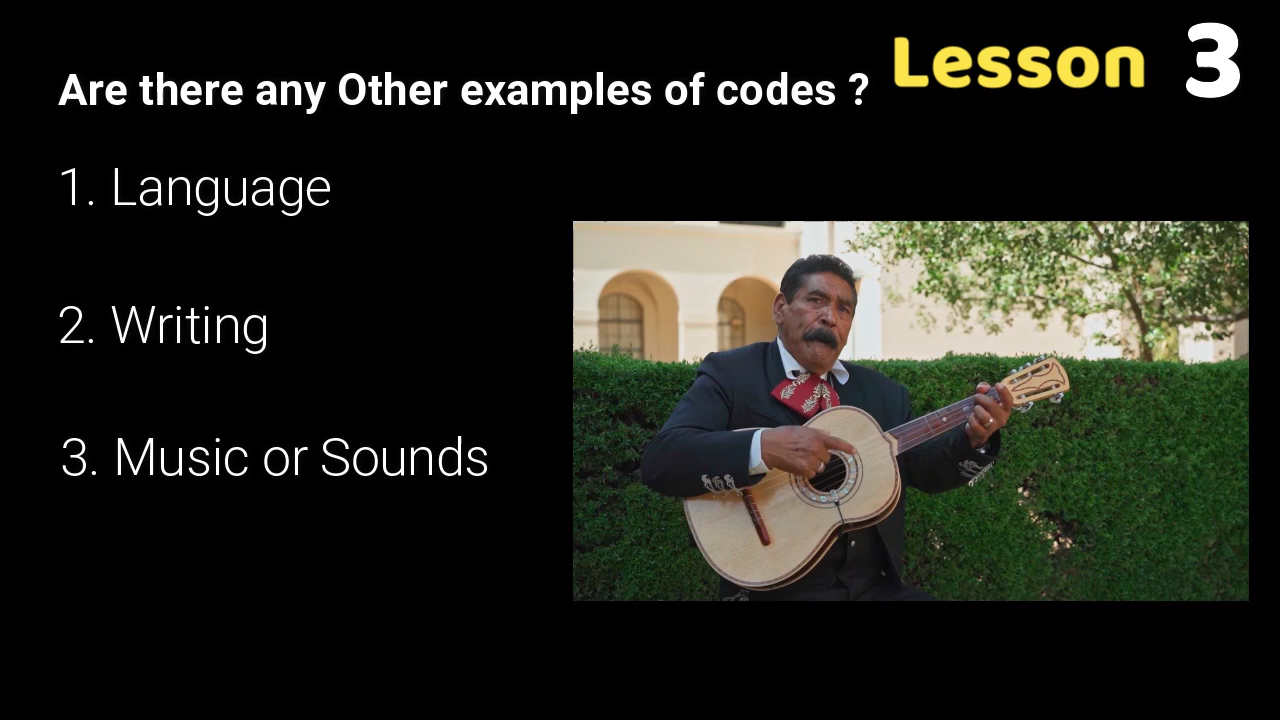 Lesson 3
Are there any Other examples of codes ?
1. Language
2. Writing
3. Music or Sounds